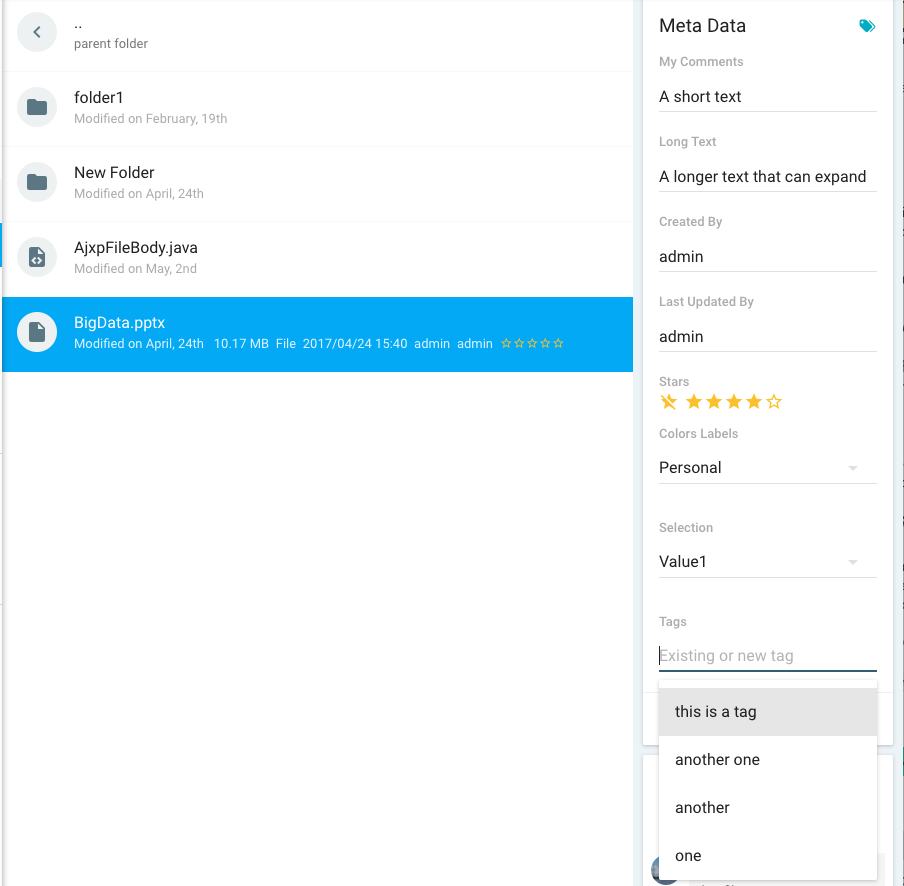 ..
parent folder
folder1
Modified on February, 19th
New Folder
Modified on April, 24th
AjxpFileBody.java
Modified on May, 2nd
BigData.pptx
Modified on April, 24th 10.17 MB File 2017/04/24 15:40 admin admin
Meta Data
My Comments
A short text
Long Text
A longer text that can expand
Created By
admin
Last Updated By
admin
Stars
Colors Labels
Personal
Selection
Value1
Tags
Existing or new tag
this is a tag
another one
another
one